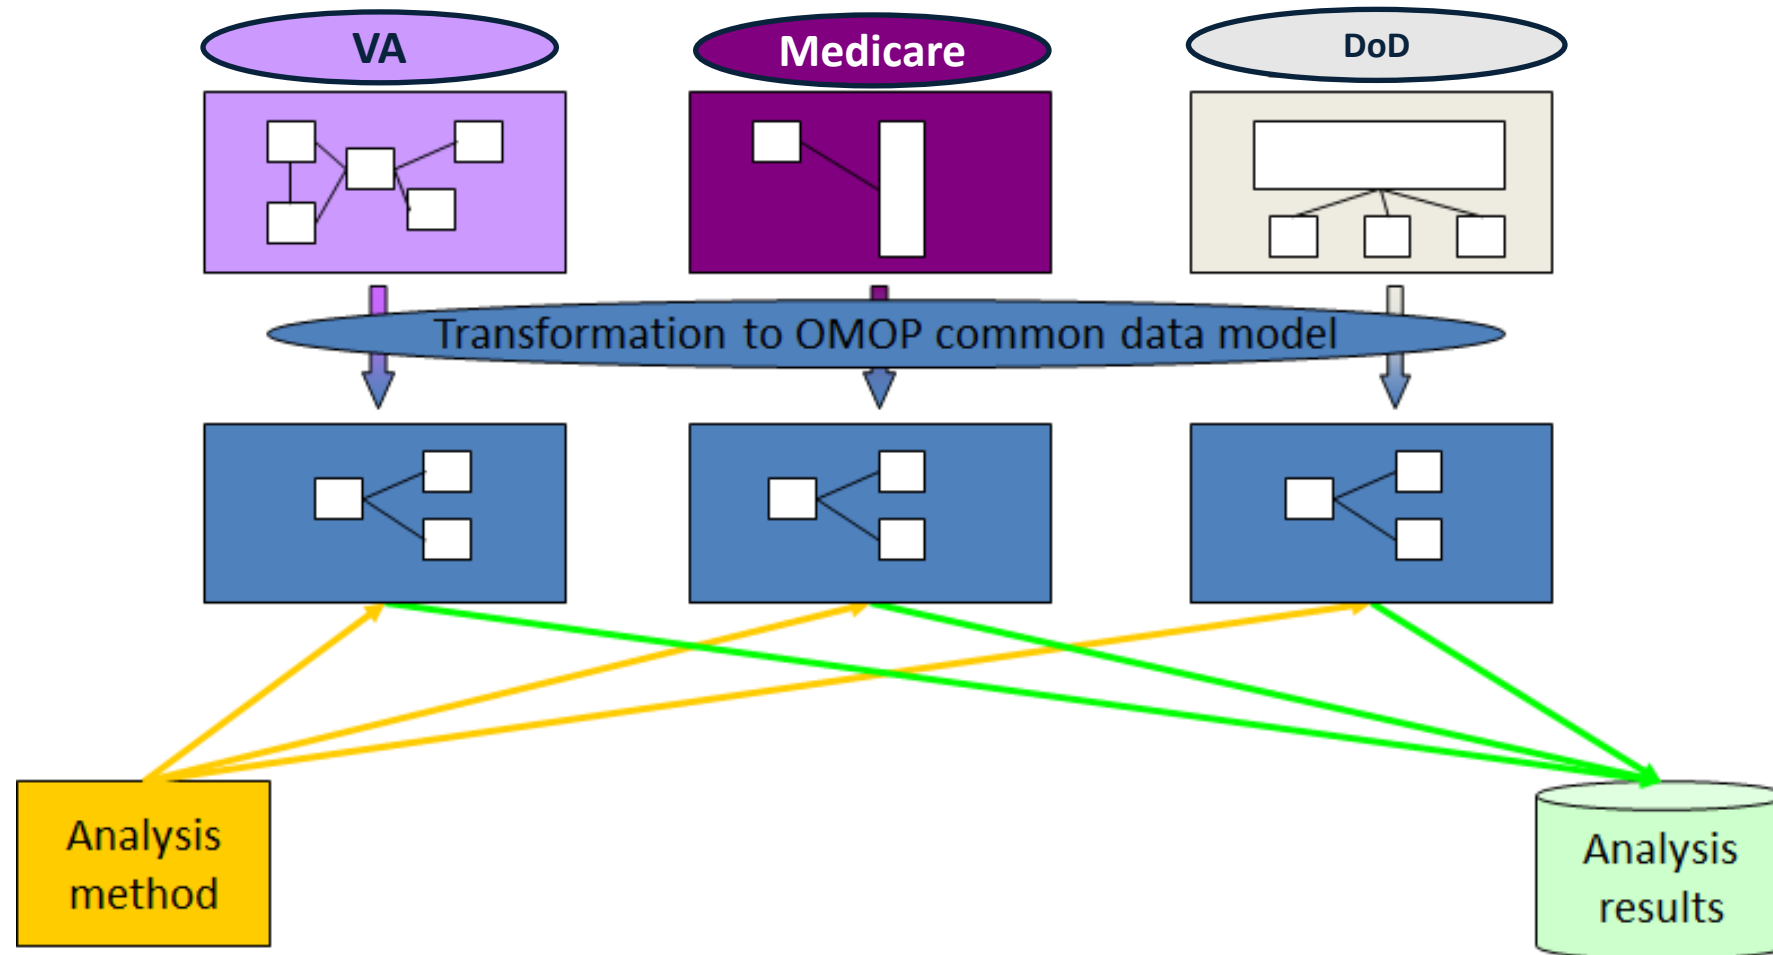 VA
Medicare
DoD
Transformation to OMOP common data model
Analysis
method
Analysis
results